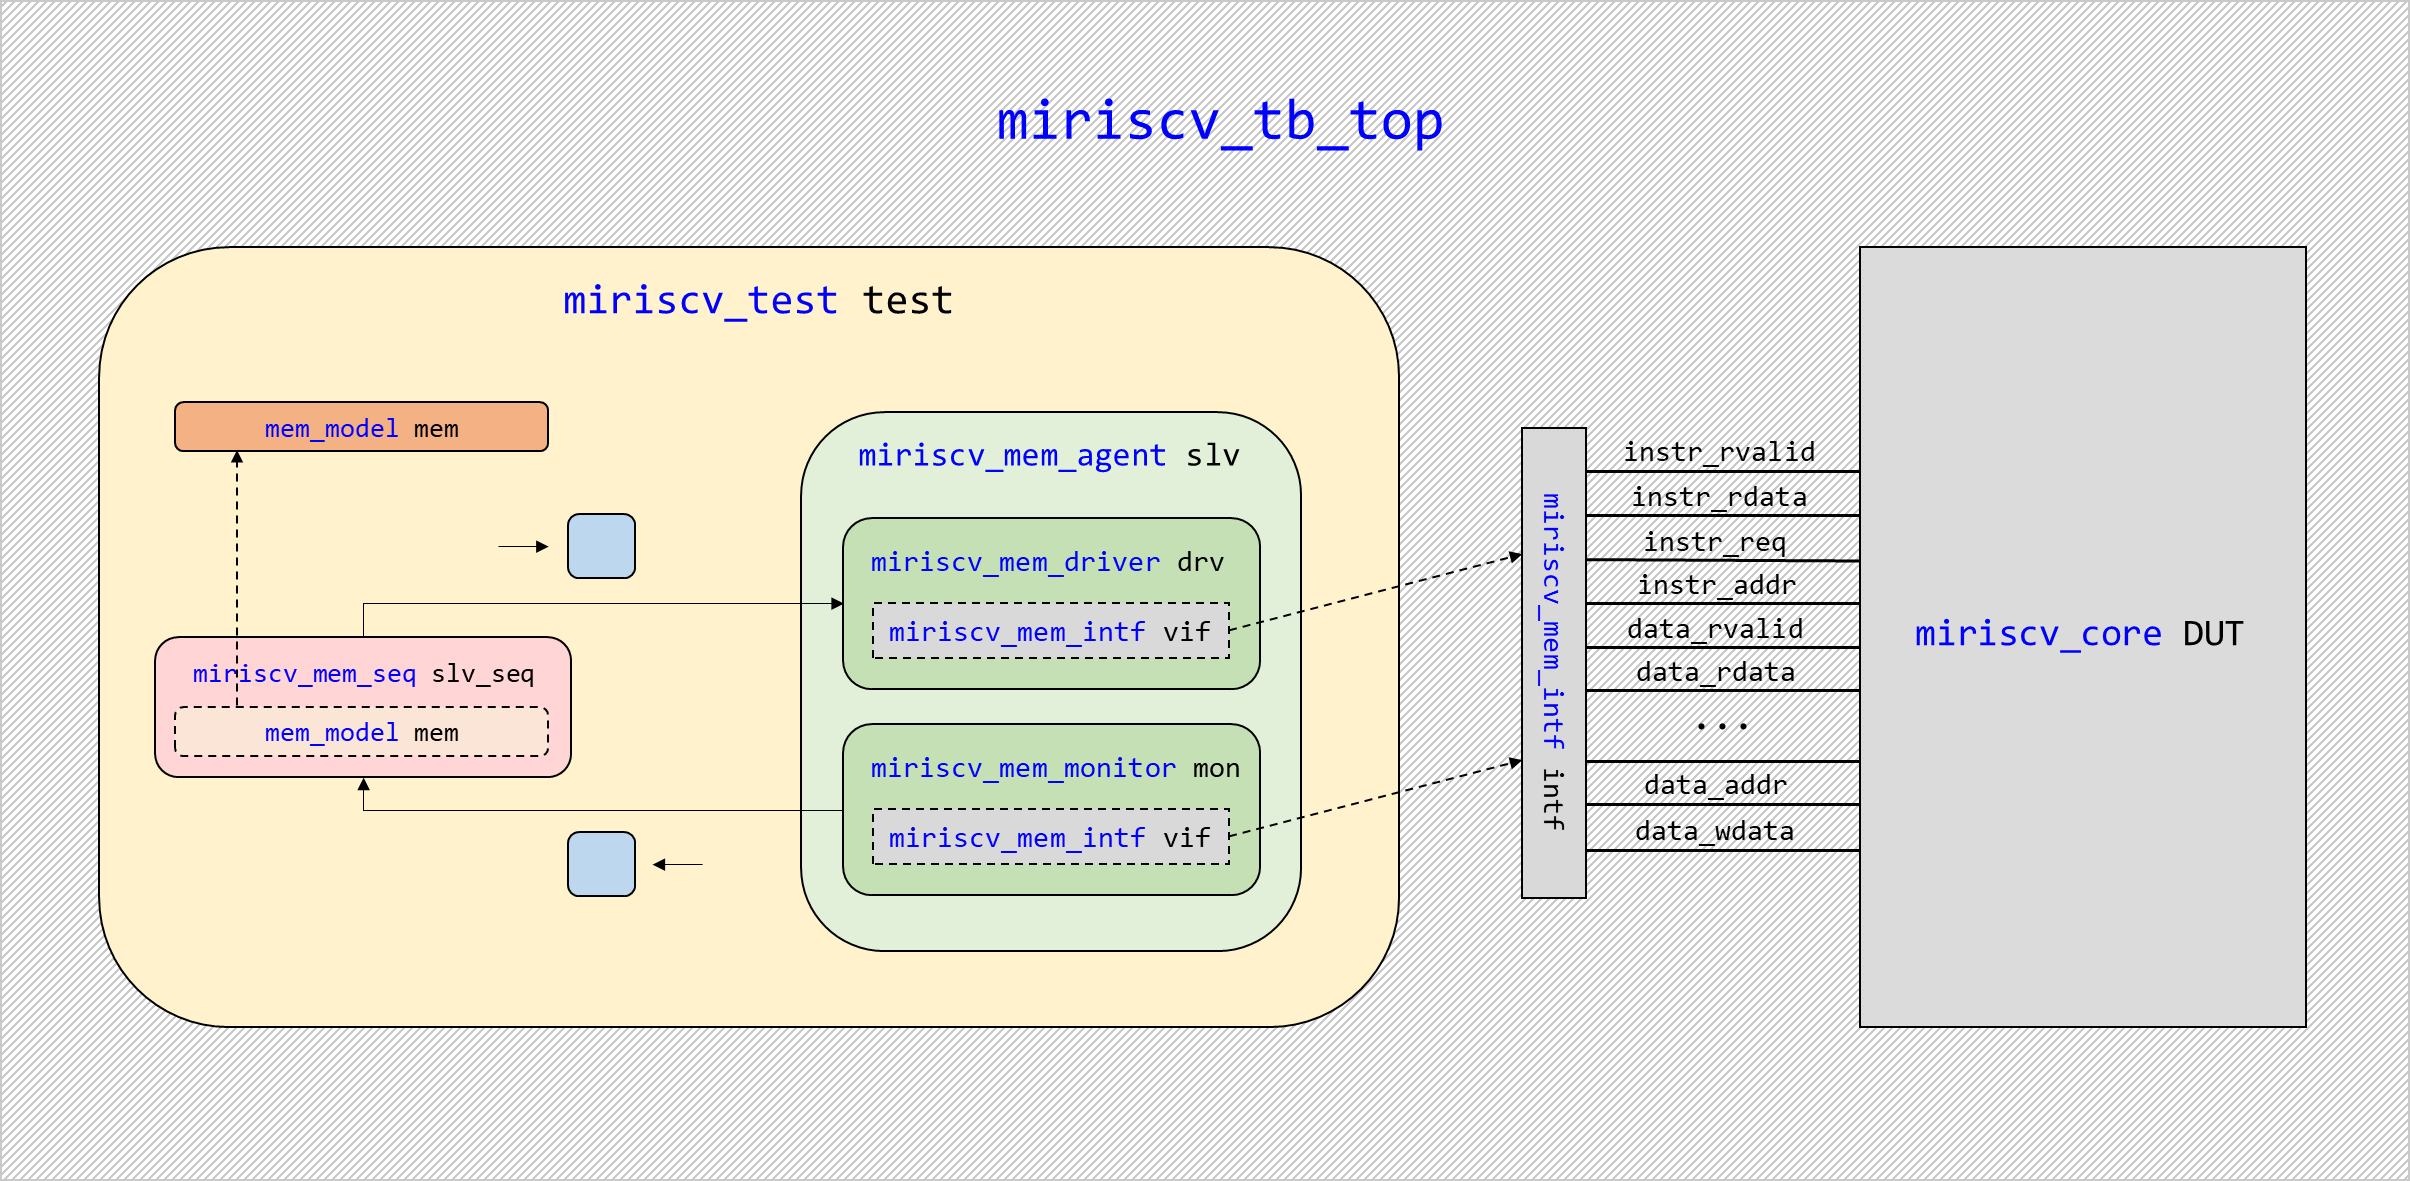 miriscv_tb_top
miriscv_test test
mem_model mem
miriscv_mem_seq slv_seq
mem_model mem
miriscv_mem_agent slv
miriscv_mem_driver drv
miriscv_mem_intf vif
miriscv_mem_monitor mon
miriscv_mem_intf vif
miriscv_mem_intf intf
instr_rvalid
instr_rdata
instr_req
instr_addr
data_rvalid
data_rdata
...
data_addr
data_wdata
miriscv_core DUT